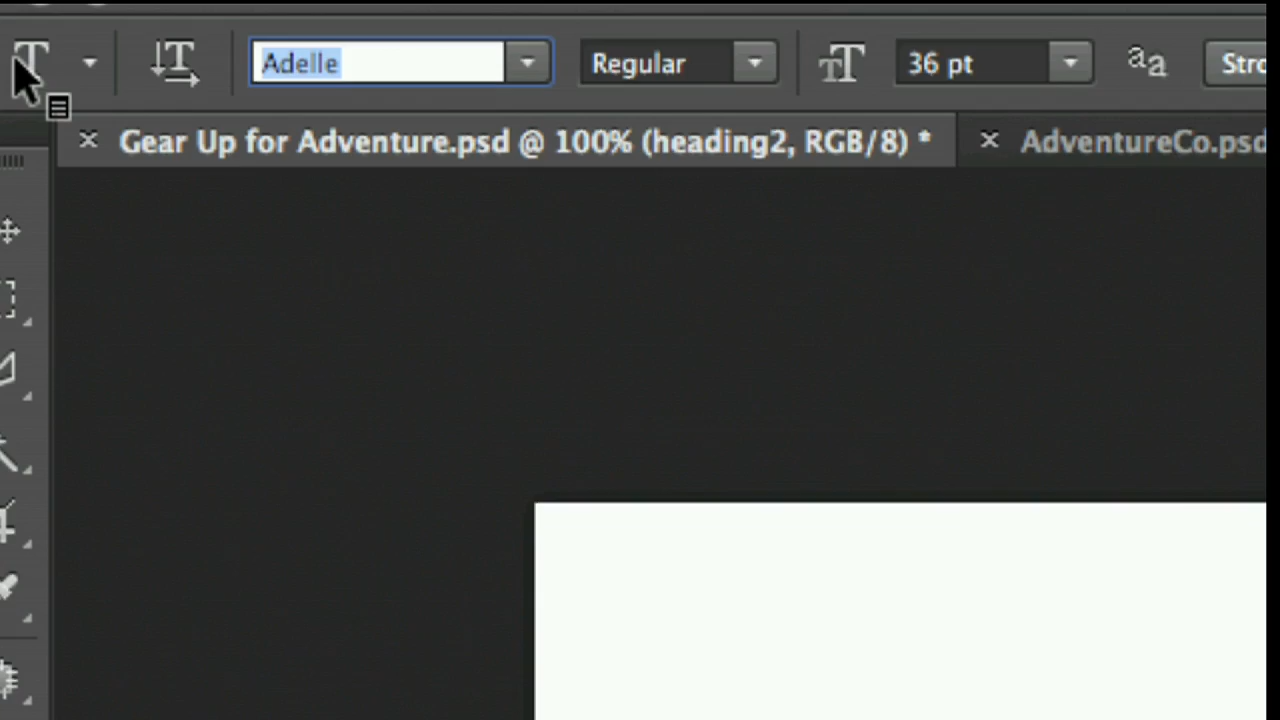 Adelle Regular 36 pt Stro
× Gear Up for Adventure.psd @ 100% (heading2, RGB/8) * × AdventureCo.psd